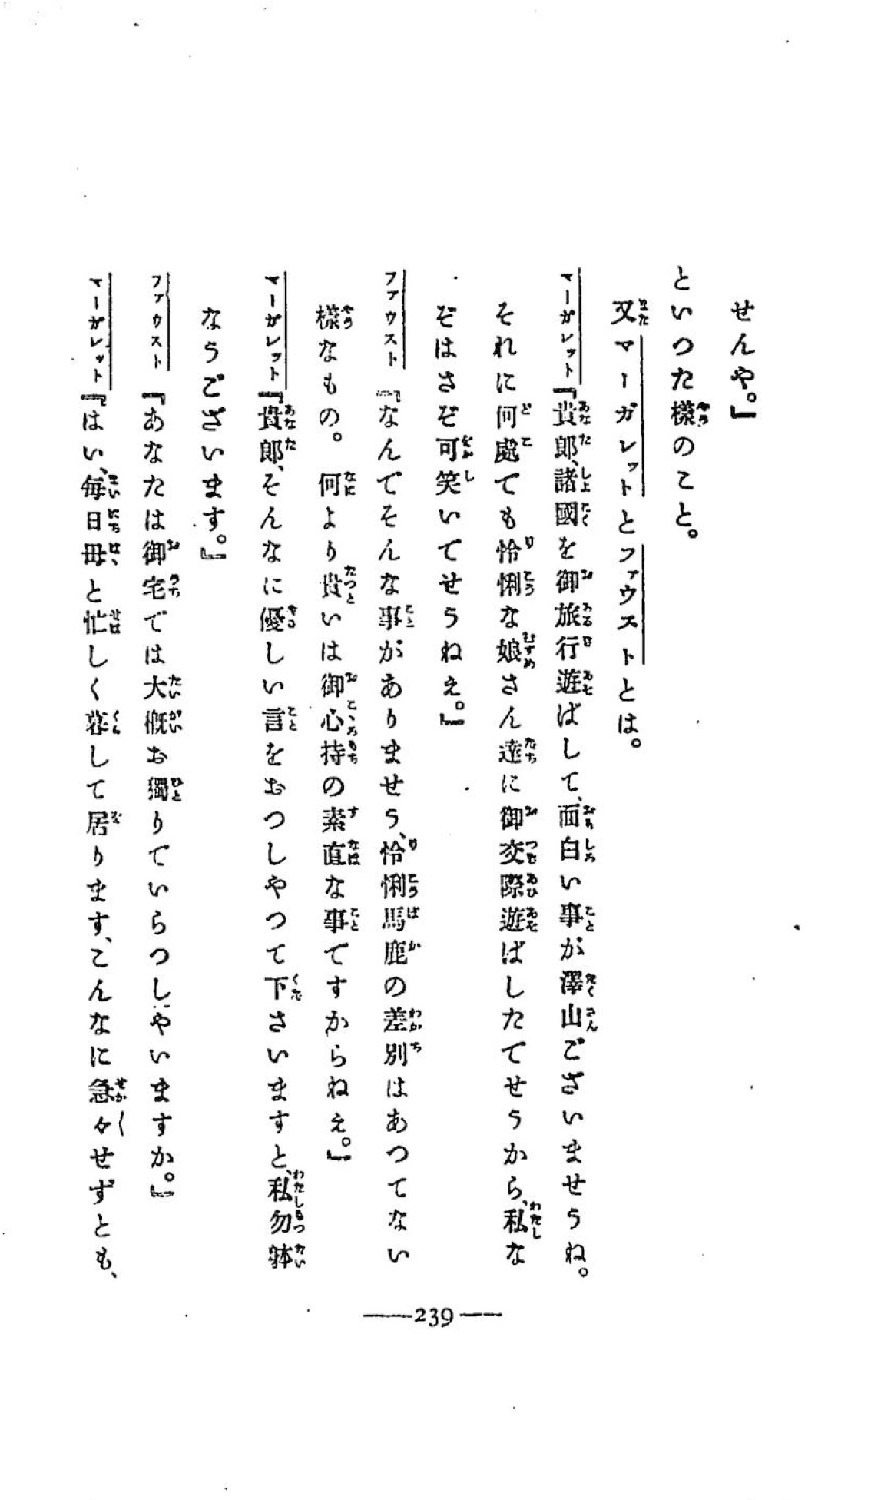 せんや。』
といつた様のこと。
又マーガレットとファウストとは。
マーガレット『貴郎、諸國を御旅行遊ばして、面白い事が澤山ございませうね。
それに何處ても怜悧な娘さん達に御交際遊ばしたてせうから、私な
ぞはさぞ可笑いてせうねぇ。』
ファウスト『なんてそんな事がありませう、怜悧馬鹿の差別はあつてない
様なもの。何より貴いは御心持の素直な事てすからねぇ。』
マーガレット『貴郎、そんなに優しい言をおつしやつて下さいますと、私勿躰
なうございます。』
ファウスト『あなたは御宅では大概お獨りていらつしやいますか。』
マーガレット『はい、毎日母と忙しく暮して居ります、こんなに急々せずとも、
——239——